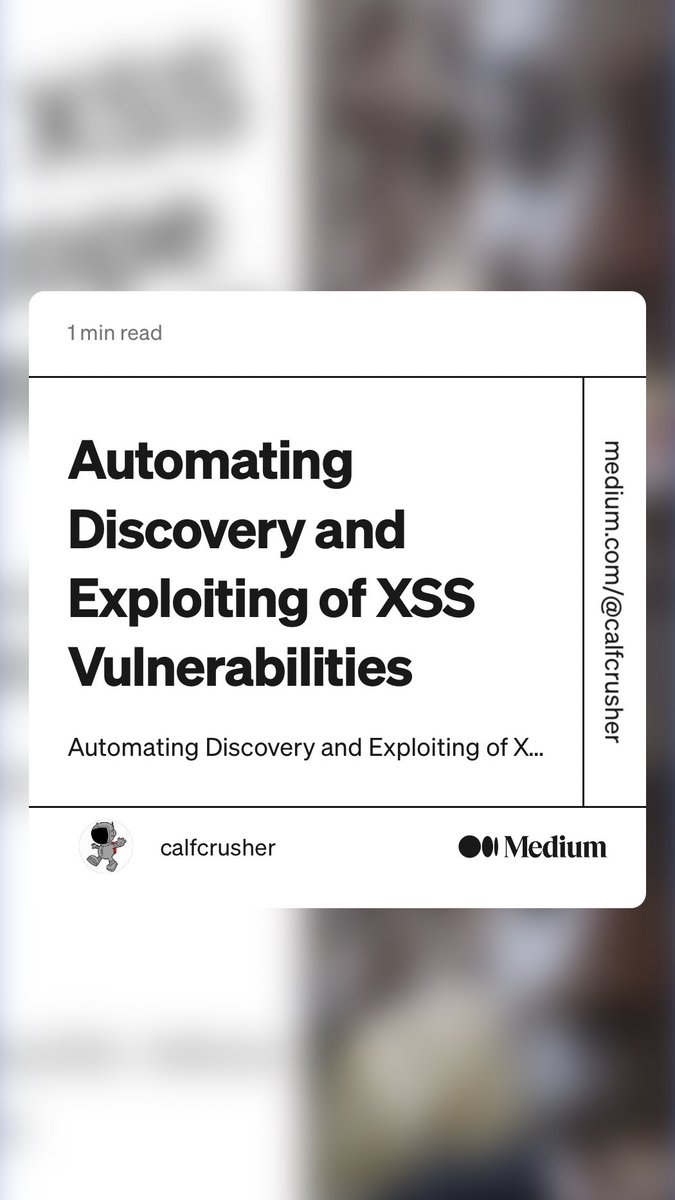 1 min read
Automating
Discovery and
Exploiting of XSS
Vulnerabilities
Automating Discovery and Exploiting of X...
medium.com/@calfcrusher
calfcrusher
Medium